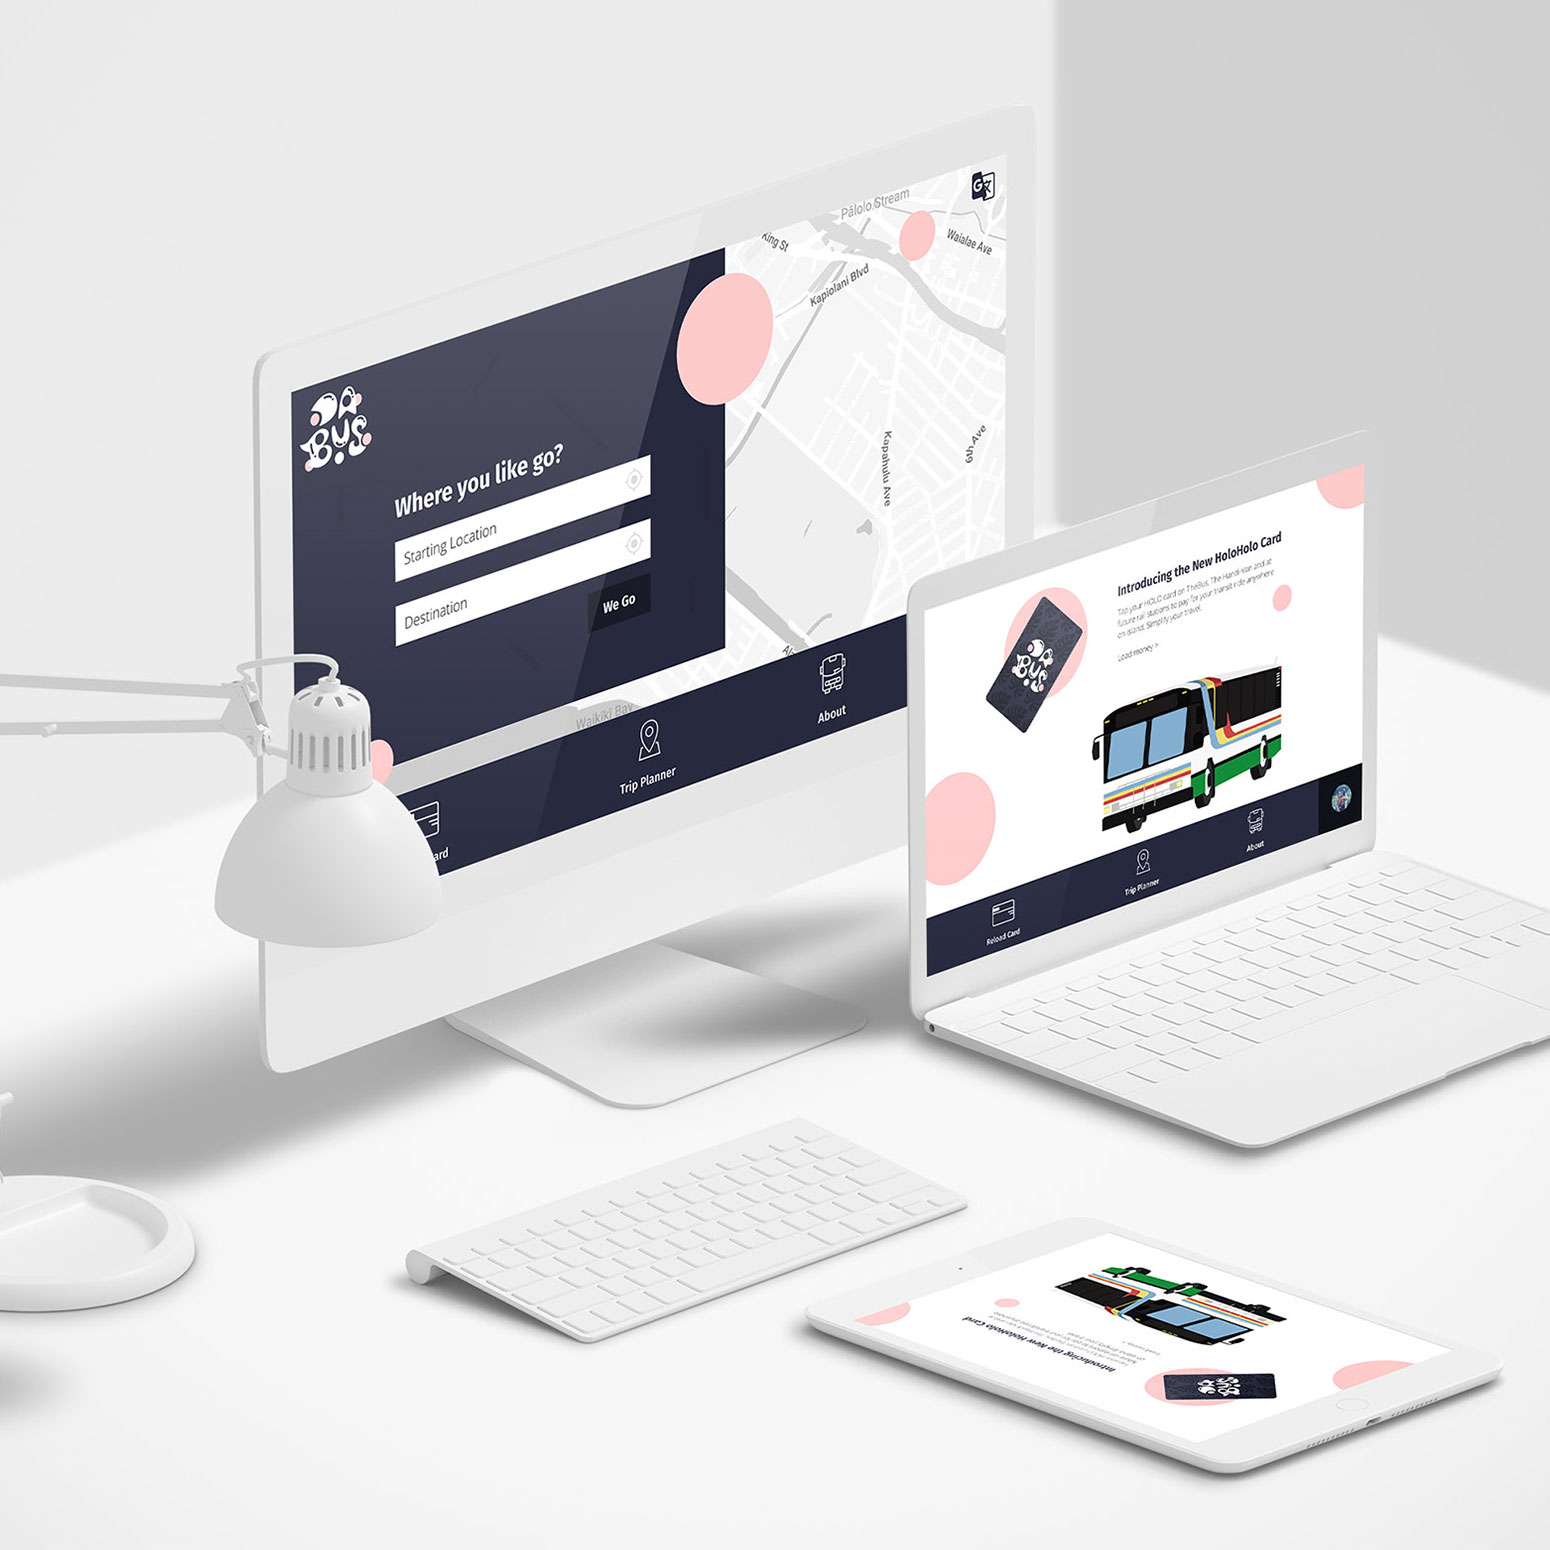 DA
BUS
Where you like go?
Starting Location
Destination
We Go
Pālolo Stream
King St
Waialae Ave
Kapiolani Blvd
Kapahulu Ave
6th Ave
Waikīkī Bay
ard
Trip Planner
About
Introducing the New HoloHolo Card
Tap your HOLO card on TheBus, The Handi-Van and at
future rail stations to pay for your transit ride anywhere
on island. Simplify your travel.
Load money >
DA
BUS
Reload Card
Trip Planner
About
Introducing the New HoloHolo Card
DA
BUS